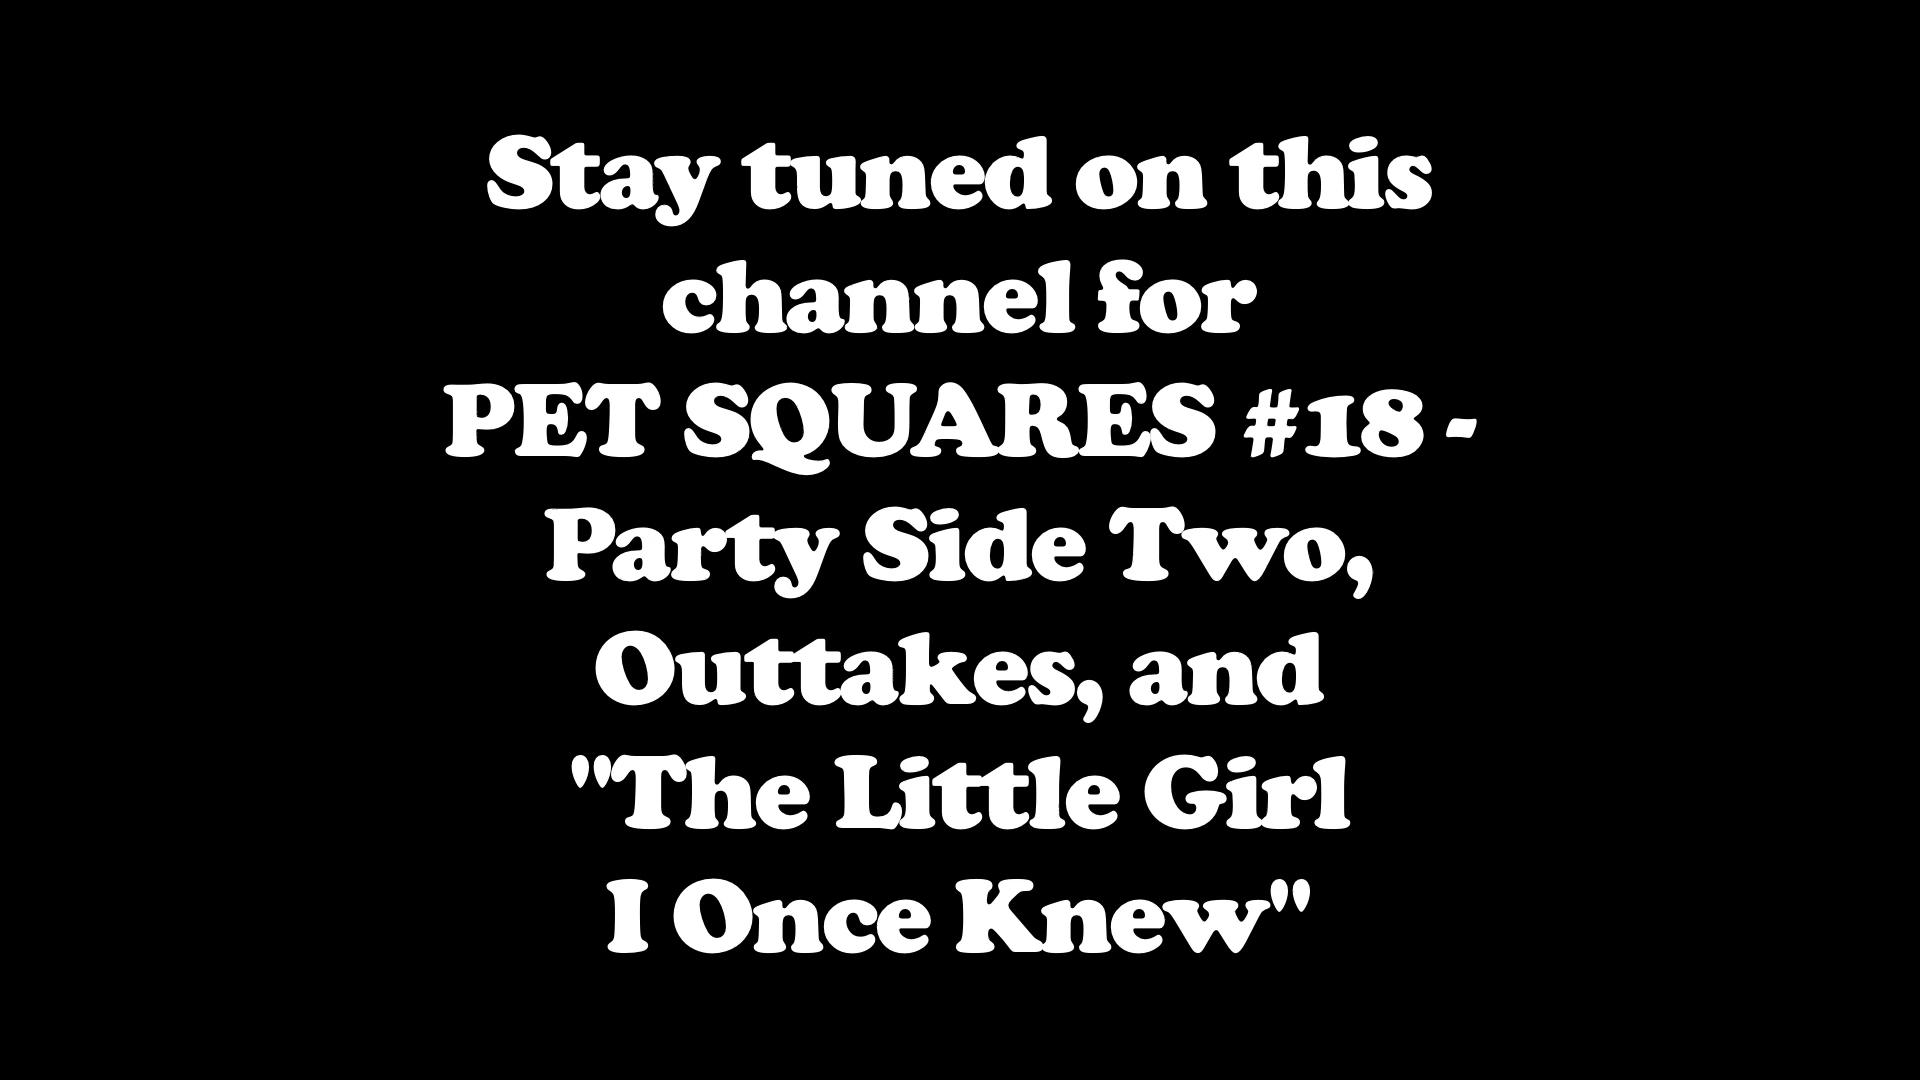 Stay tuned on this
channel for
PET SQUARES #18 -
Party Side Two,
Outtakes, and
"The Little Girl
I Once Knew"